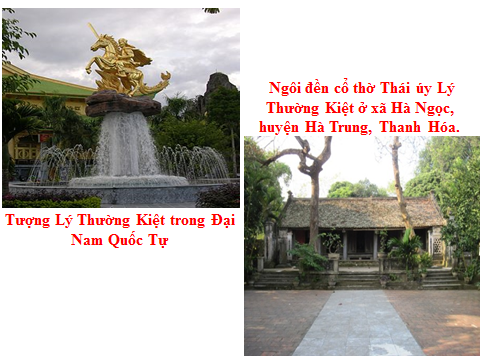 Ngôi đền cổ thờ Thái úy Lý
Thường Kiệt ở xã Hà Ngọc,
huyện Hà Trung, Thanh Hóa.
Tượng Lý Thường Kiệt trong Đại
Nam Quốc Tự